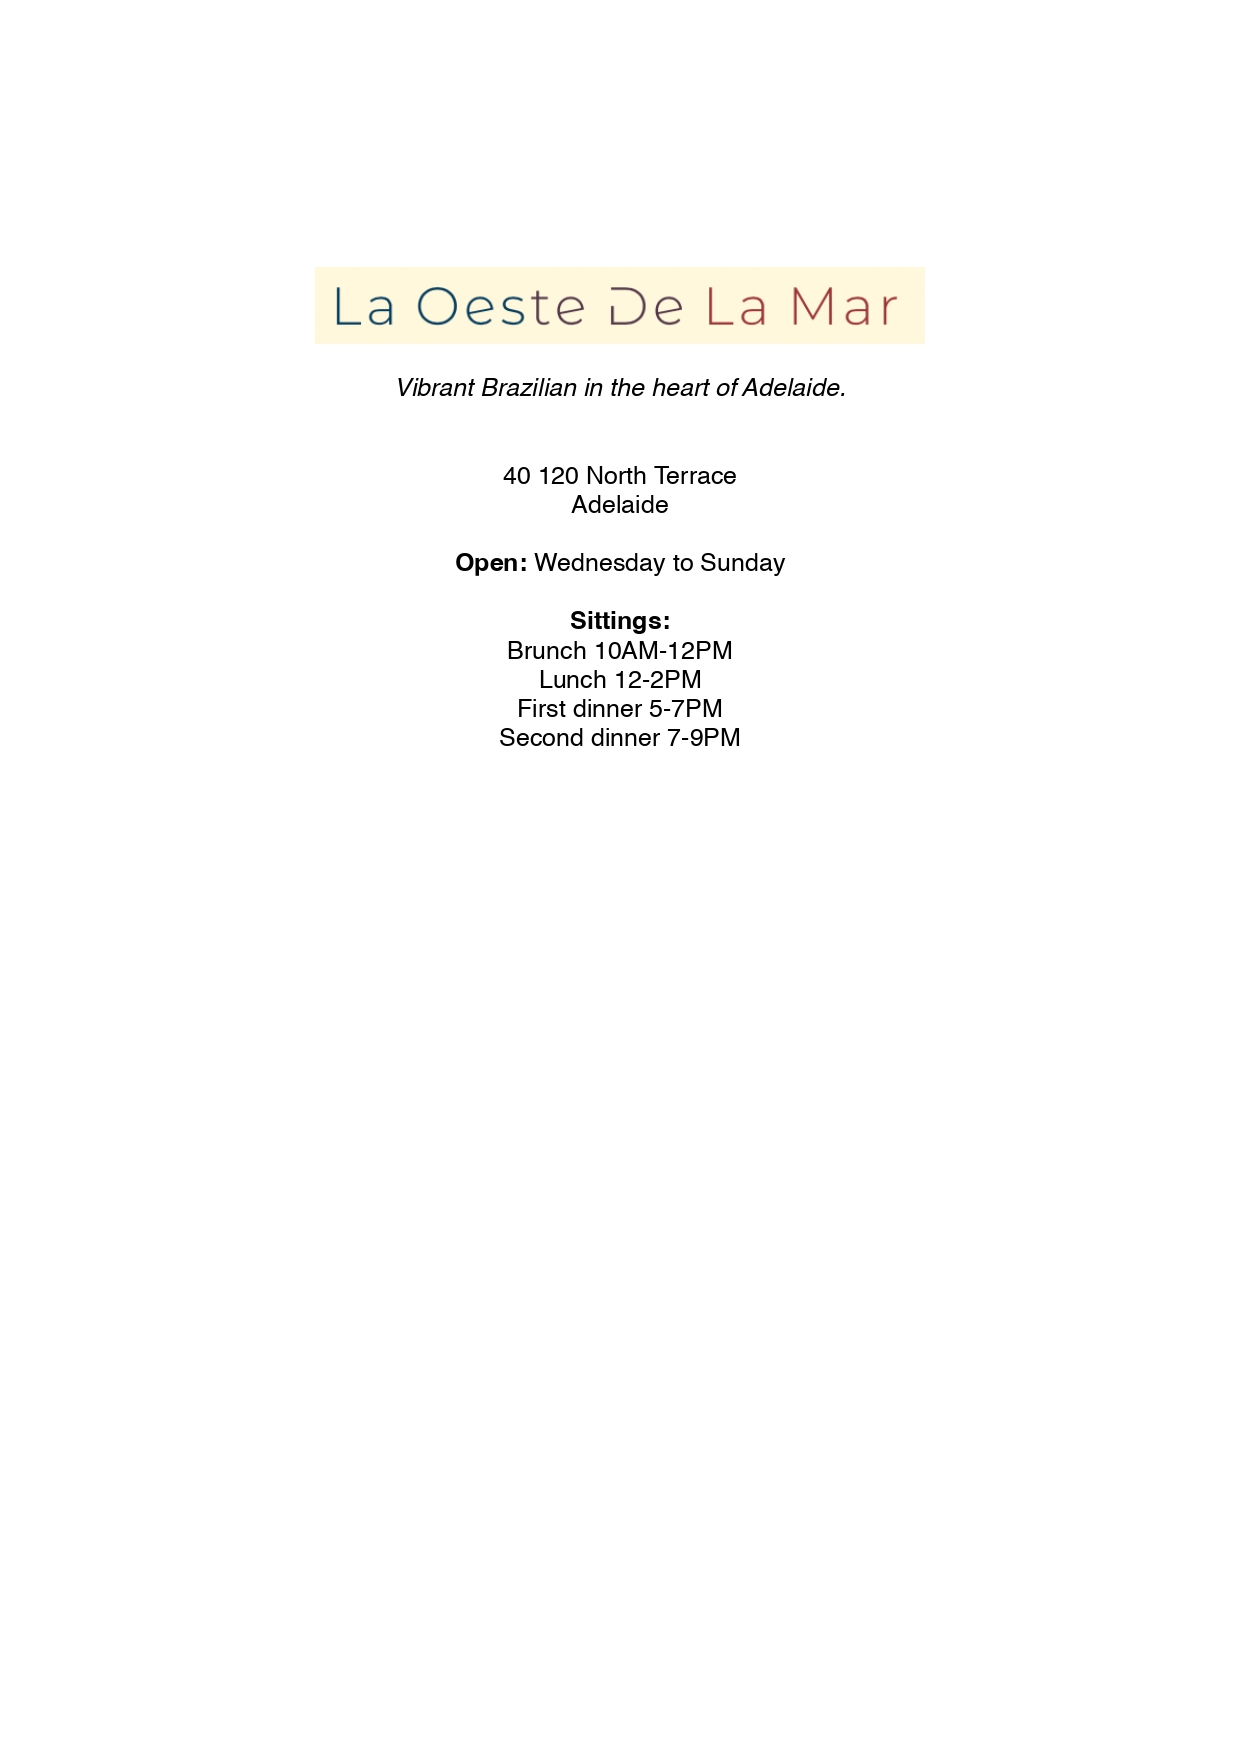 La Oeste De La Mar
Vibrant Brazilian in the heart of Adelaide.
40 120 North Terrace
Adelaide
Open: Wednesday to Sunday
Sittings:
Brunch 10AM-12PM
Lunch 12-2PM
First dinner 5-7PM
Second dinner 7-9PM